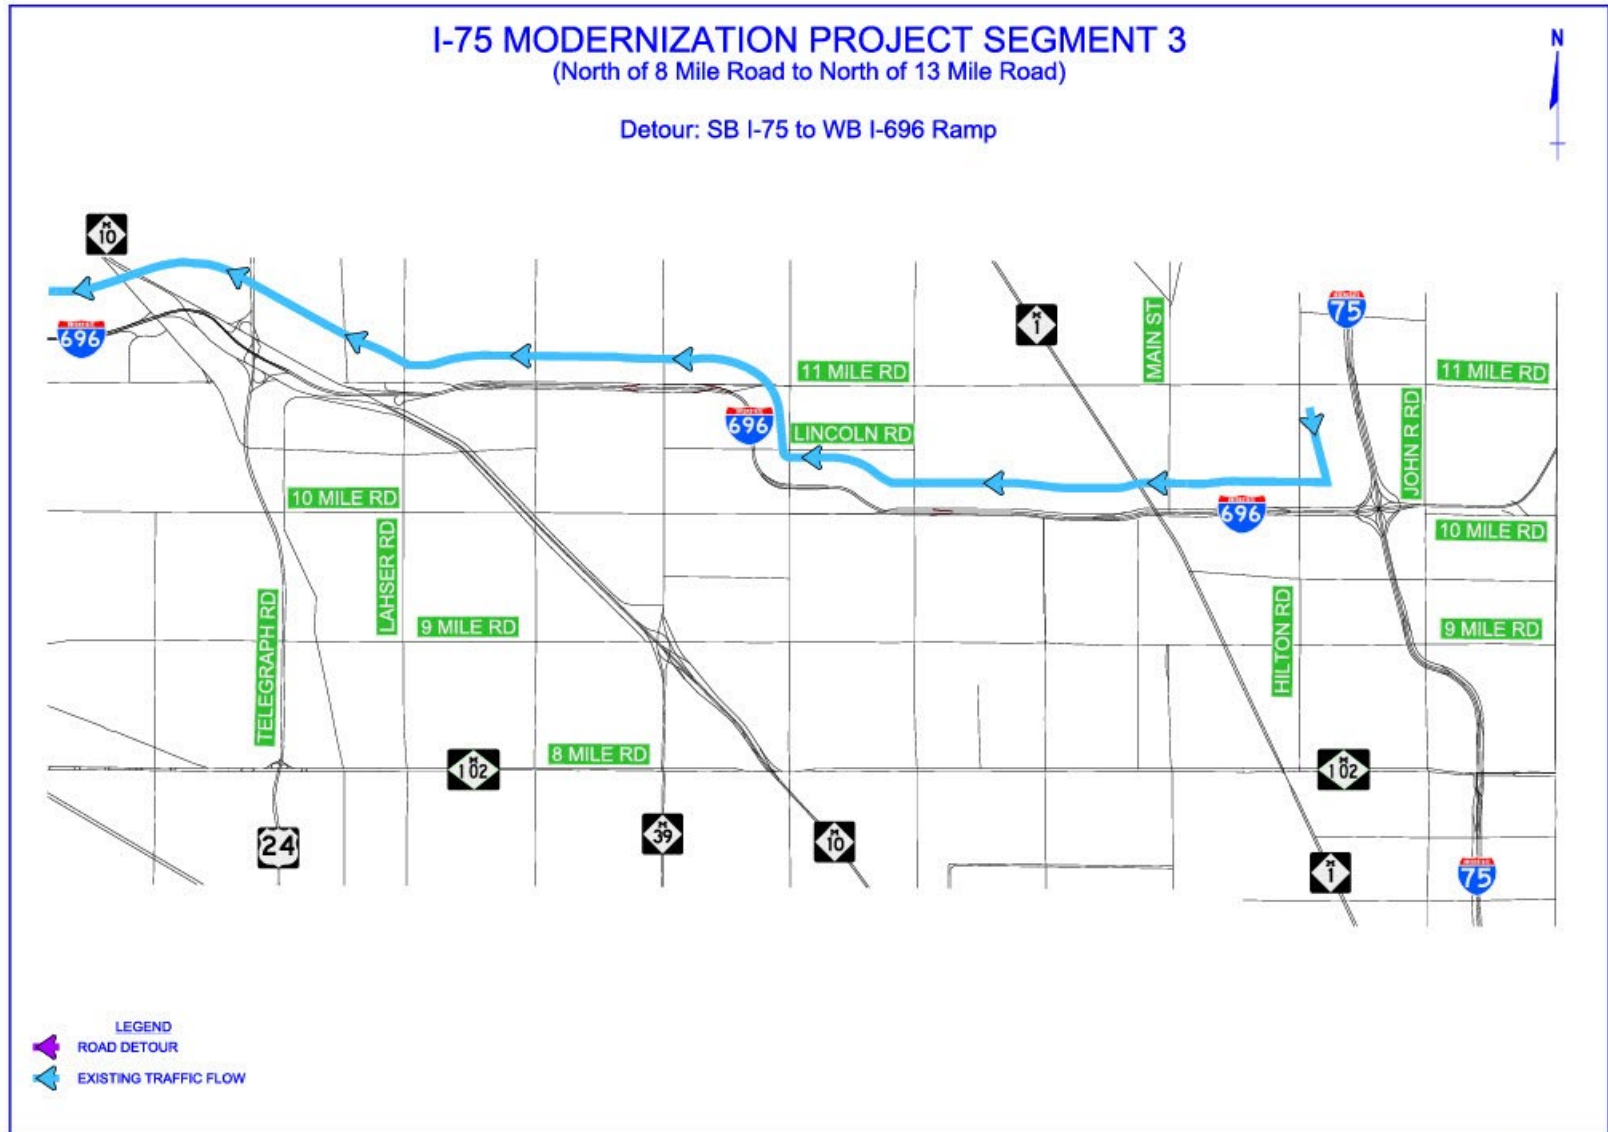 I-75 MODERNIZATION PROJECT SEGMENT 3
(North of 8 Mile Road to North of 13 Mile Road)
N
Detour: SB I-75 to WB I-696 Ramp
M
10
75
MAIN ST
M
1
696
11 MILE RD
11 MILE RD
JOHN R RD
696
LINCOLN RD
10 MILE RD
LAHSER RD
696
10 MILE RD
TELEGRAPH RD
9 MILE RD
HILTON RD
9 MILE RD
8 MILE RD
M
102
M
102
24
M
39
M
10
M
1
75
LEGEND
ROAD DETOUR
EXISTING TRAFFIC FLOW